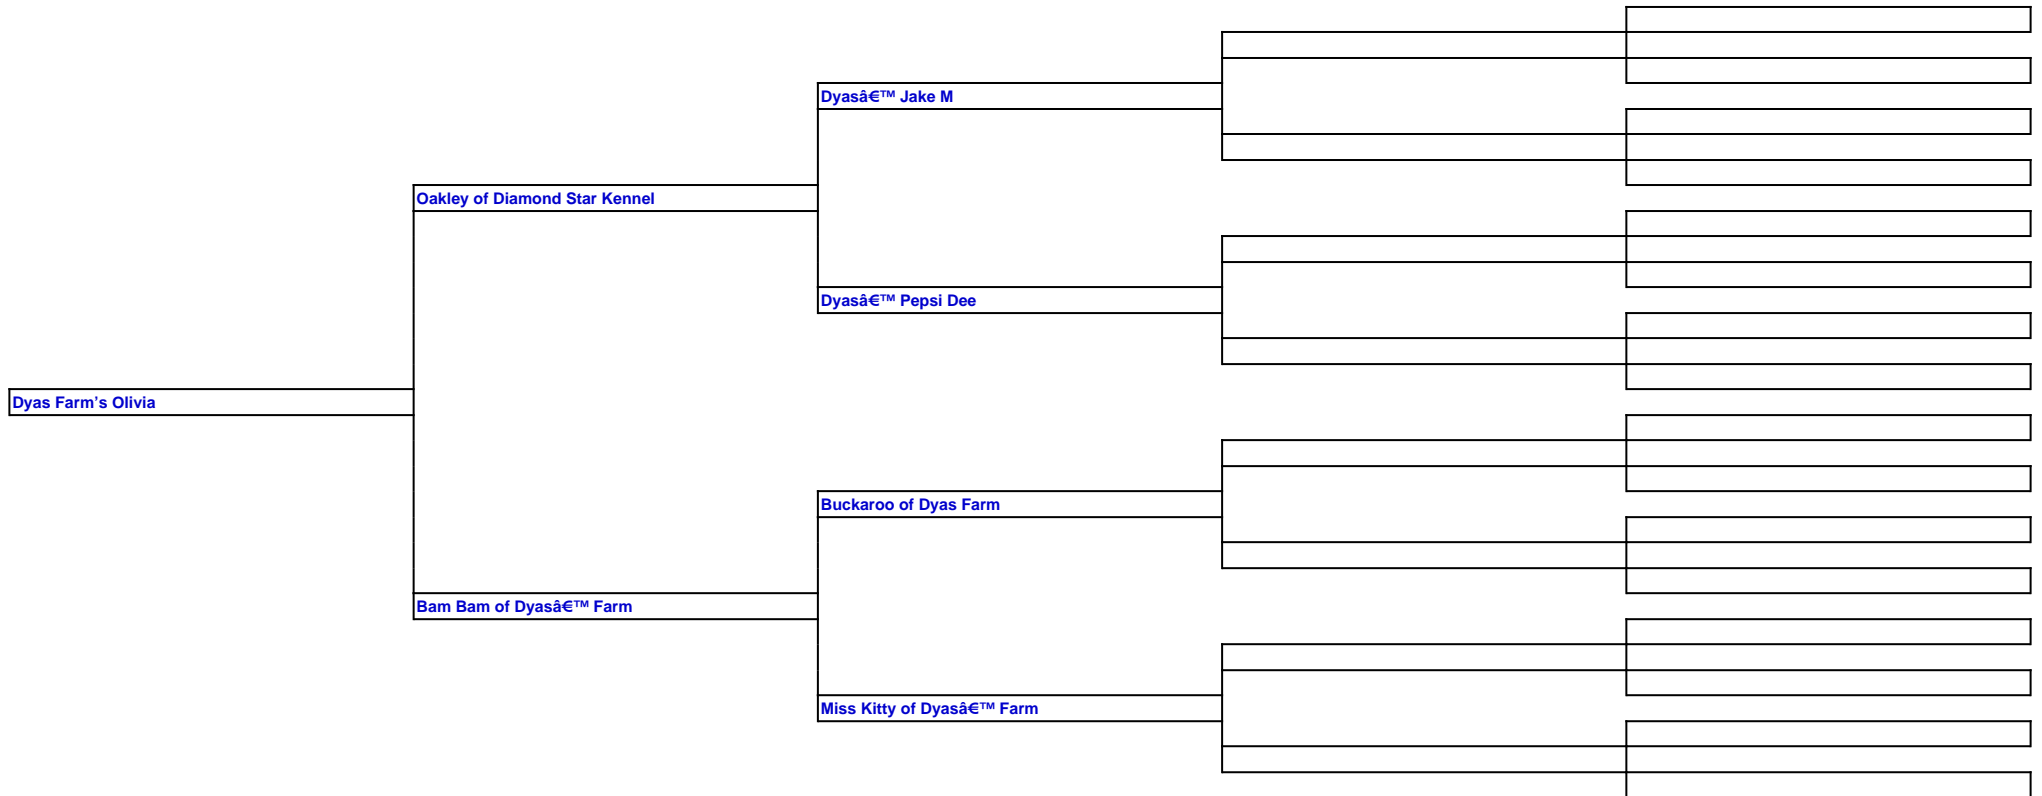 Dyasâ€™ Jake M
Oakley of Diamond Star Kennel
Dyasâ€™ Pepsi Dee
Dyas Farm’s Olivia
Buckaroo of Dyas Farm
Bam Bam of Dyasâ€™ Farm
Miss Kitty of Dyasâ€™ Farm